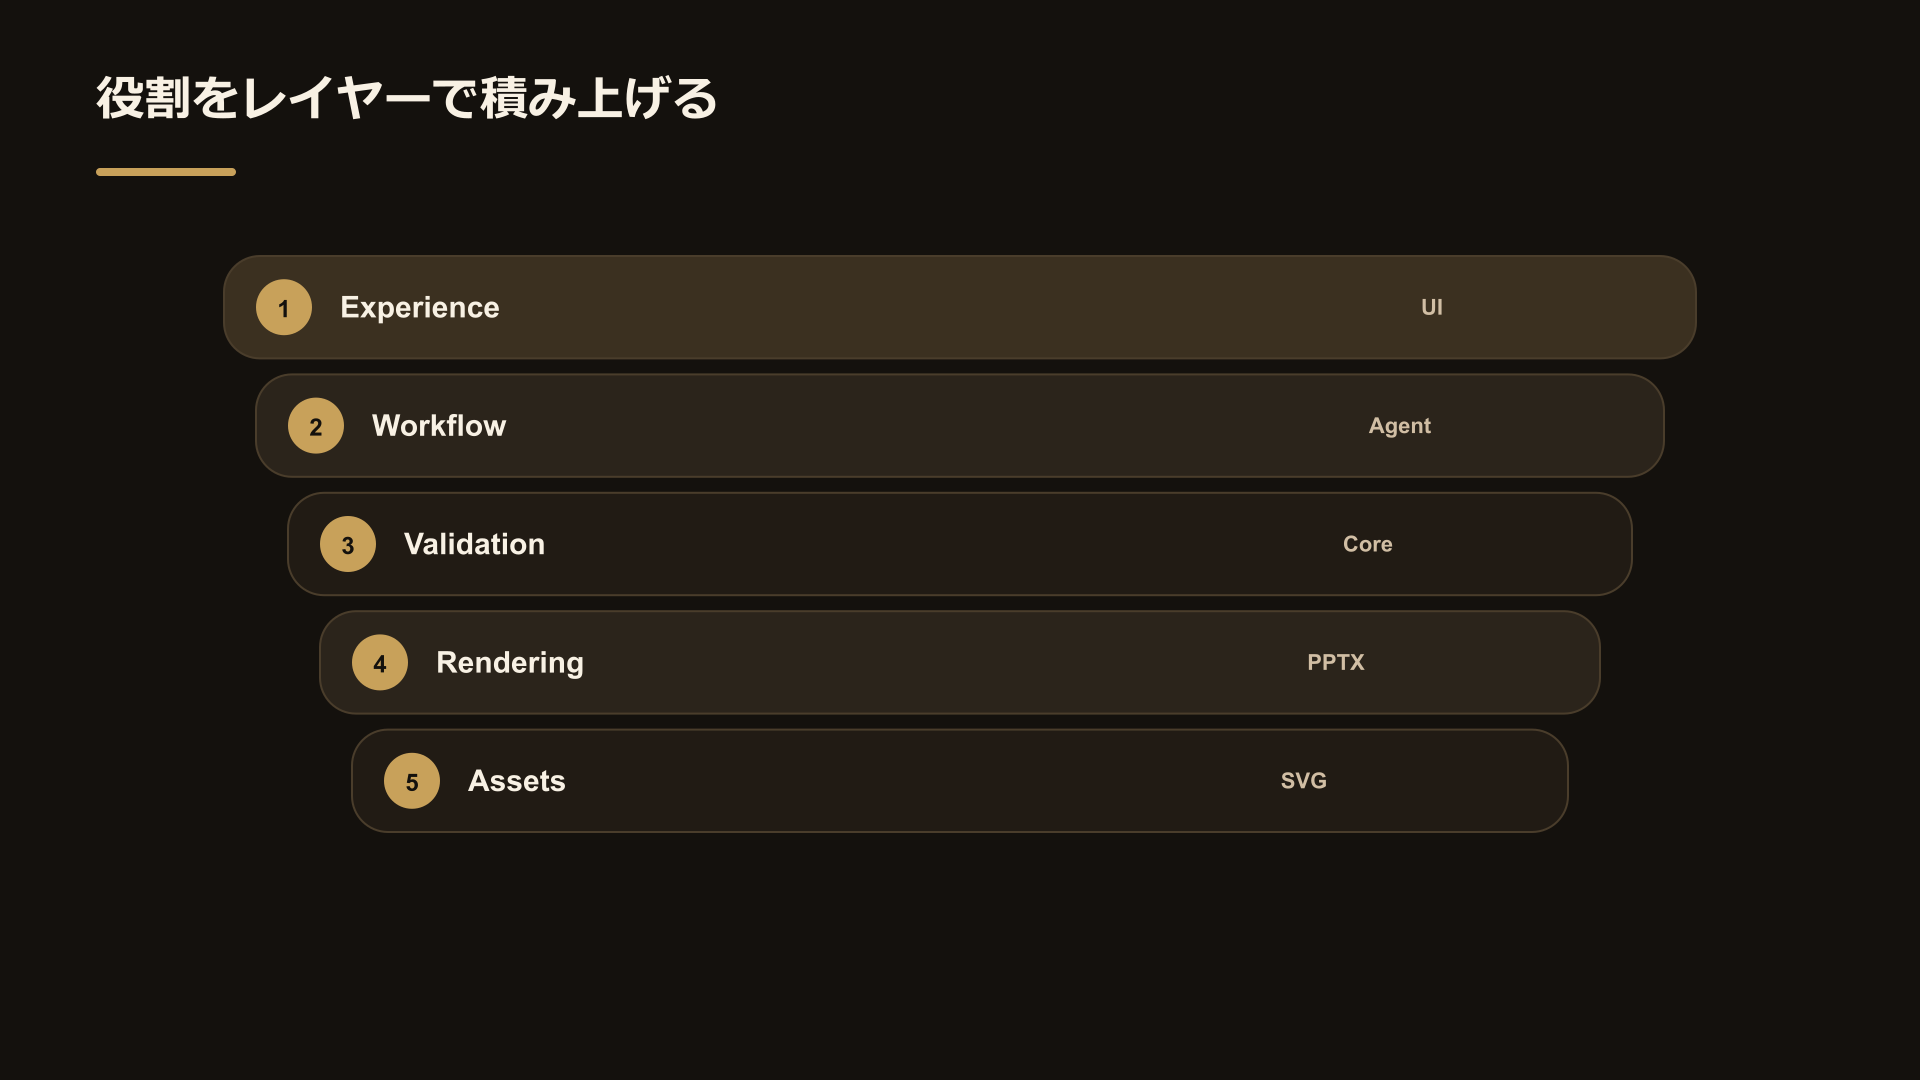 役割をレイヤーで積み上げる
1 Experience UI
2 Workflow Agent
3 Validation Core
4 Rendering PPTX
5 Assets SVG